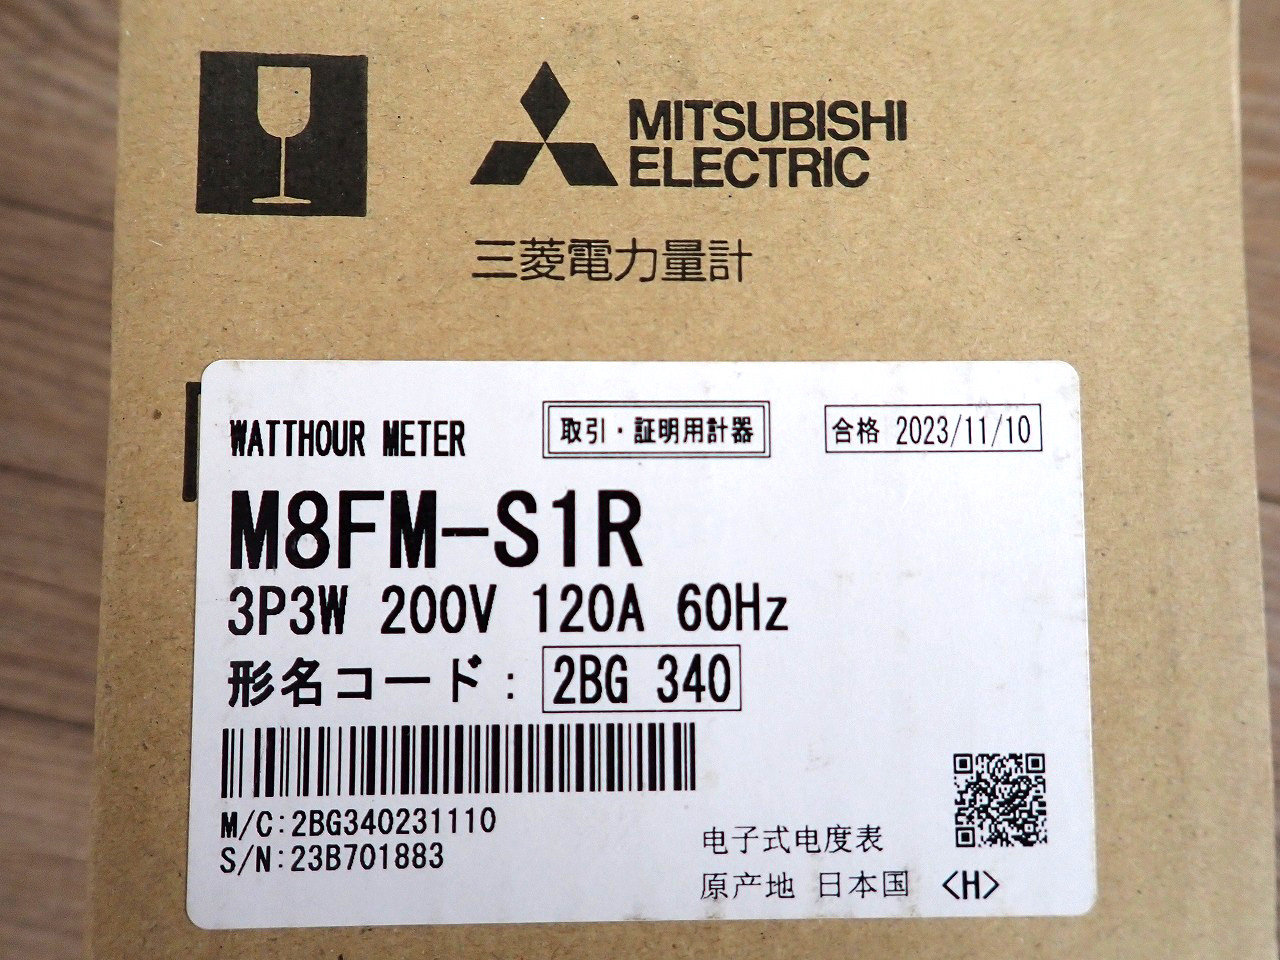 MITSUBISHI
ELECTRIC
三菱電力量計
WATTHOUR METER
取引・証明用計器
合格 2023/11/10
M8FM-S1R
3P3W 200V 120A 60Hz
形名コード: 2BG 340
M/C:2BG340231110
S/N:23B701883
电子式电度表
原产地 日本国 <H>